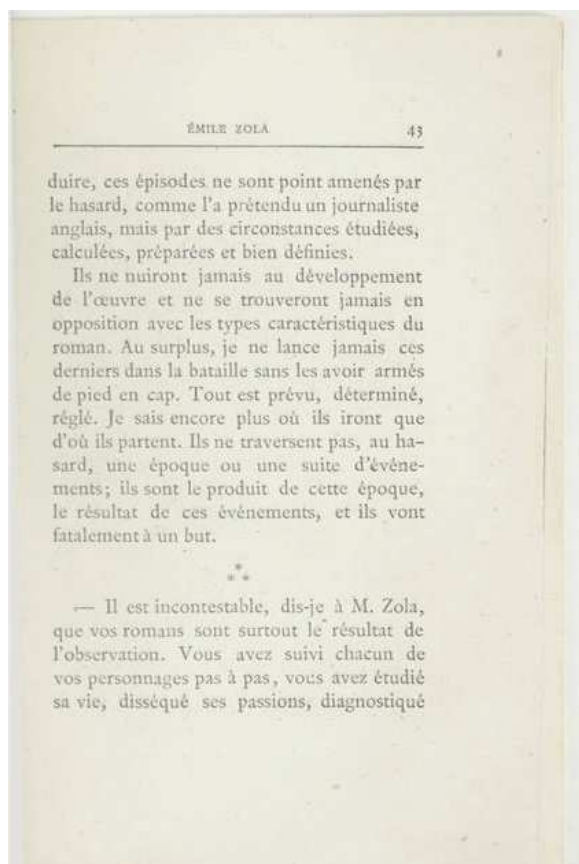 ÉMILE ZOLA 43
duire, ces épisodes ne sont point amenés par
le hasard, comme l'a prétendu un journaliste
anglais, mais par des circonstances étudiées,
calculées, préparées et bien définies.
Ils ne nuiront jamais au développement
de l'œuvre et ne se trouveront jamais en
opposition avec les types caractéristiques du
roman. Au surplus, je ne lance jamais ces
derniers dans la bataille sans les avoir armés
de pied en cap. Tout est prévu, déterminé,
réglé. Je sais encore plus où ils iront que
d'où ils partent. Ils ne traversent pas, au ha-
sard, une époque ou une suite d'événe-
ments; ils sont le produit de cette époque,
le résultat de ces événements, et ils vont
fatalement à un but.
* * *
— Il est incontestable, dis-je à M. Zola,
que vos romans sont surtout le résultat de
l'observation. Vous avez suivi chacun de
vos personnages pas à pas, vous avez étudié
sa vie, disséqué ses passions, diagnostiqué